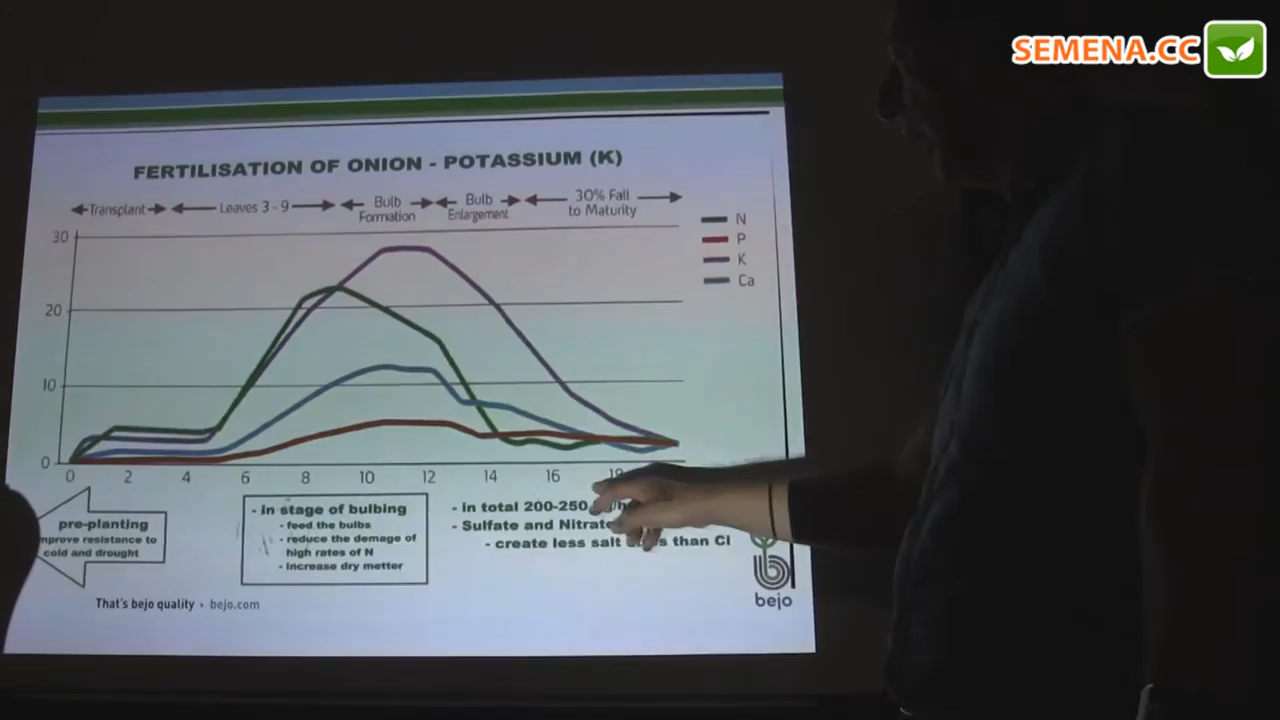 SEMENA.CC
FERTILISATION OF ONION - POTASSIUM (K)
Transplant
Leaves 3 - 9
Bulb
Formation
Bulb
Enlargement
30% Fall
to Maturity
N
P
K
Ca
30
20
10
0
0 2 4 6 8 10 12 14 16 18
pre-planting
mprove resistance to
cold and drought
- in stage of bulbing
- feed the bulbs
- reduce the demage of
high rates of N
- increase dry metter
- In total 200-250
- Sulfate and Nitrate
- create less salt than Cl
That's bejo quality • bejo.com
bejo